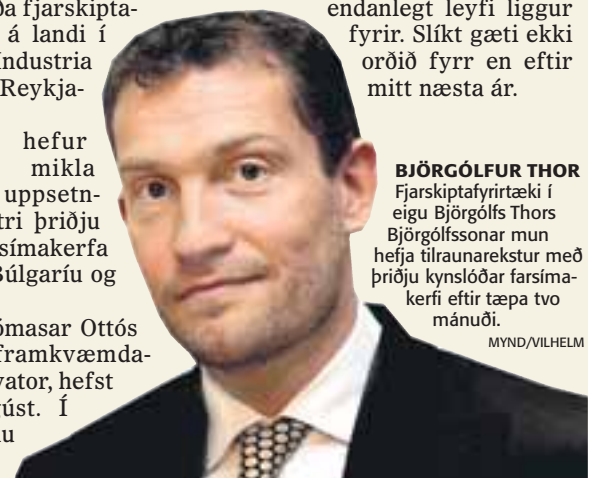 ða fjarskipta-
á landi í
Industria
Reykja-
hefur
mikla
uppsetn-
tri þriðju
símakerfa
Búlgaríu og
ómasar Ottós
framkvæmda-
vator, hefst
gúst. Í
u
endanlegt leyfi liggur
fyrir. Slíkt gæti ekki
orðið fyrr en eftir
mitt næsta ár.
BJÖRGÓLFUR THOR
Fjarskiptafyrirtæki í
eigu Björgólfs Thors
Björgólfssonar mun
hefja tilraunarekstur með
þriðju kynslóðar farsíma-
kerfi eftir tæpa tvo
mánuði.
MYND/VILHELM